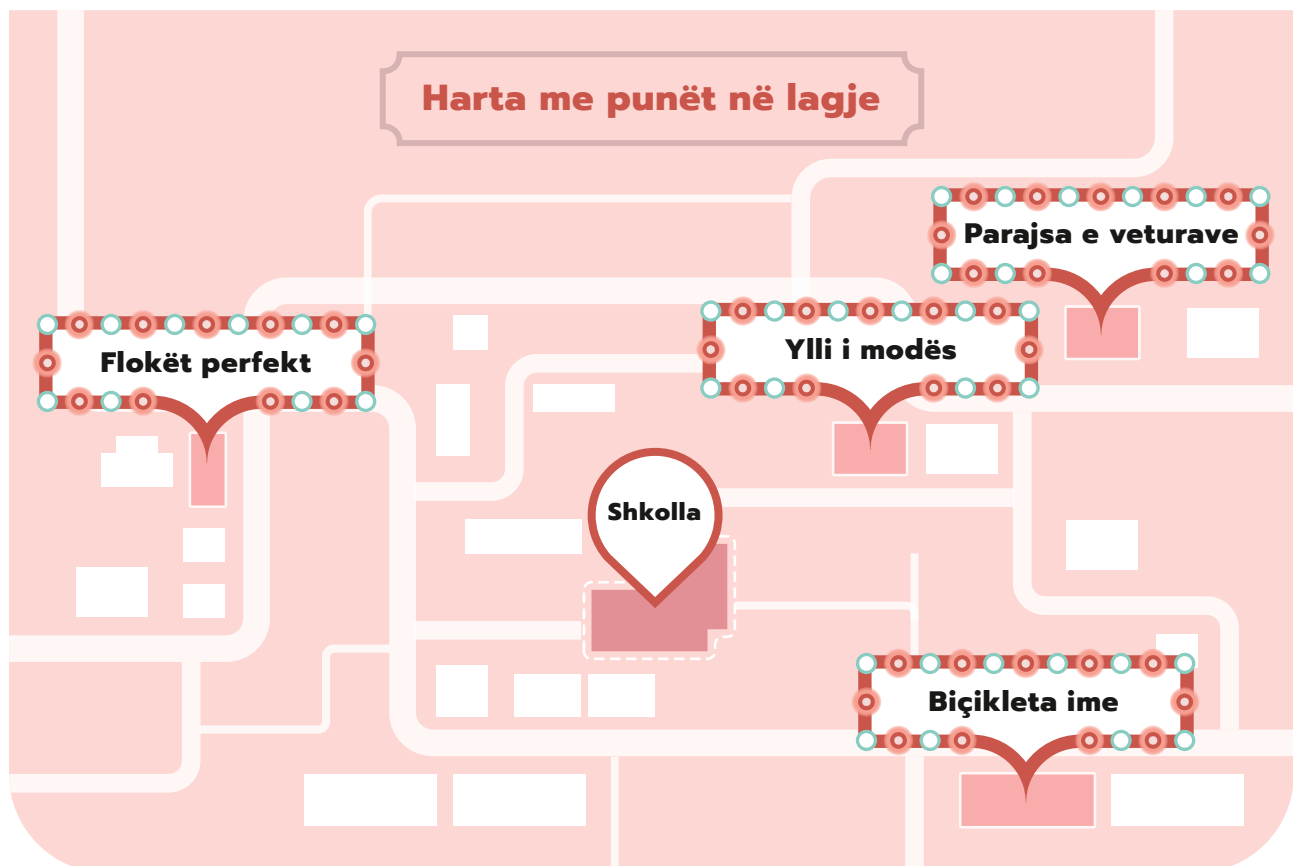 Harta me punët në lagje
Parajsa e veturave
Ylli i modës
Flokët perfekt
Shkolla
Biçikleta ime